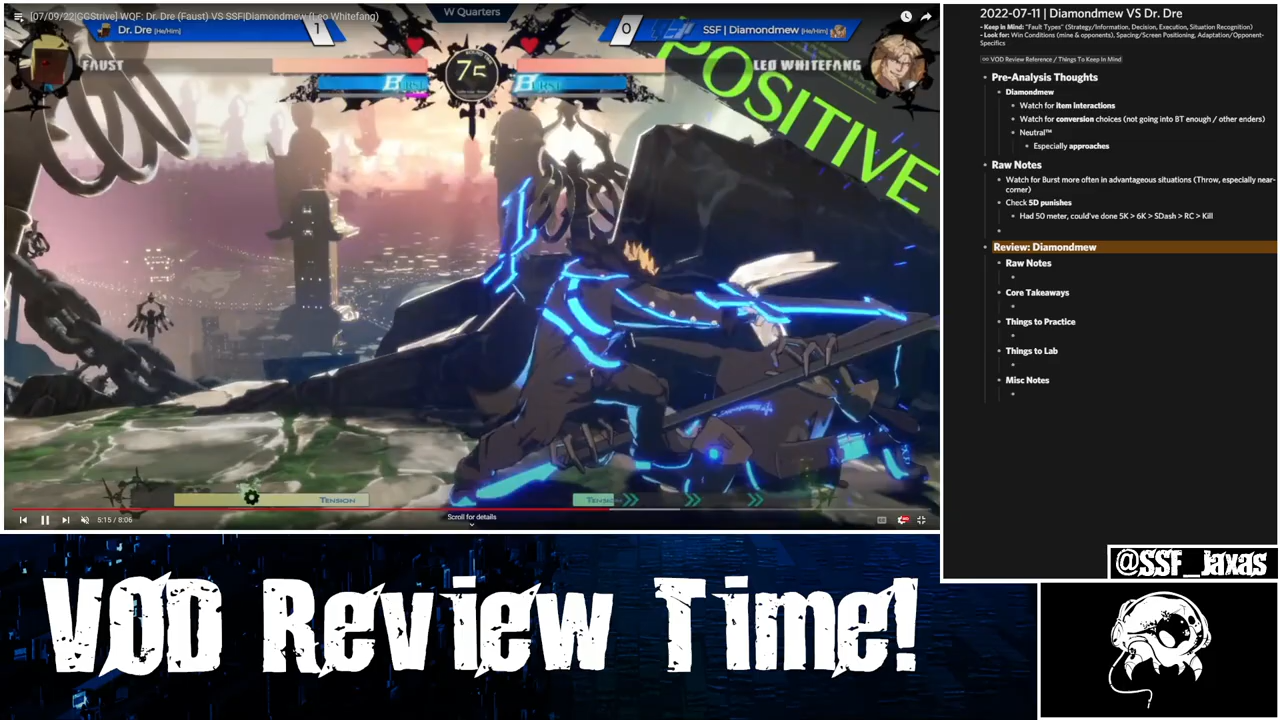 [07/09/22]GGStrive] WQF: Dr. Dre (Faust) VS SSF|Diamondmew (Leo Whitefang)
W Quarters
Dr. Dre [He/Him]
1
0
SSF | Diamondmew [He/Him]
FAUST
75
LEO WHITEFANG
BURST
BURST
POSITIVE
TENSION
TENSION
5:15 / 8:06
Scroll for details
2022-07-11 | Diamondmew VS Dr. Dre
- Keep in Mind: "Fault Types" (Strategy/Information, Decision, Execution, Situation Recognition)
- Look for: Win Conditions (mine & opponents), Spacing/Screen Positioning, Adaptation/Opponent-
Specifics
VOD Review Reference / Things To Keep In Mind
Pre-Analysis Thoughts
Diamondmew
Watch for item interactions
Watch for conversion choices (not going into BT enough / other enders)
Neutral™
Especially approaches
Raw Notes
Watch for Burst more often in advantageous situations (Throw, especially near-
corner)
Check 5D punishes
Had 50 meter, could've done 5K > 6K > SDash > RC > Kill
Review: Diamondmew
Raw Notes
Core Takeaways
Things to Practice
Things to Lab
Misc Notes
@SSF_Jaxas
VOD Review Time!